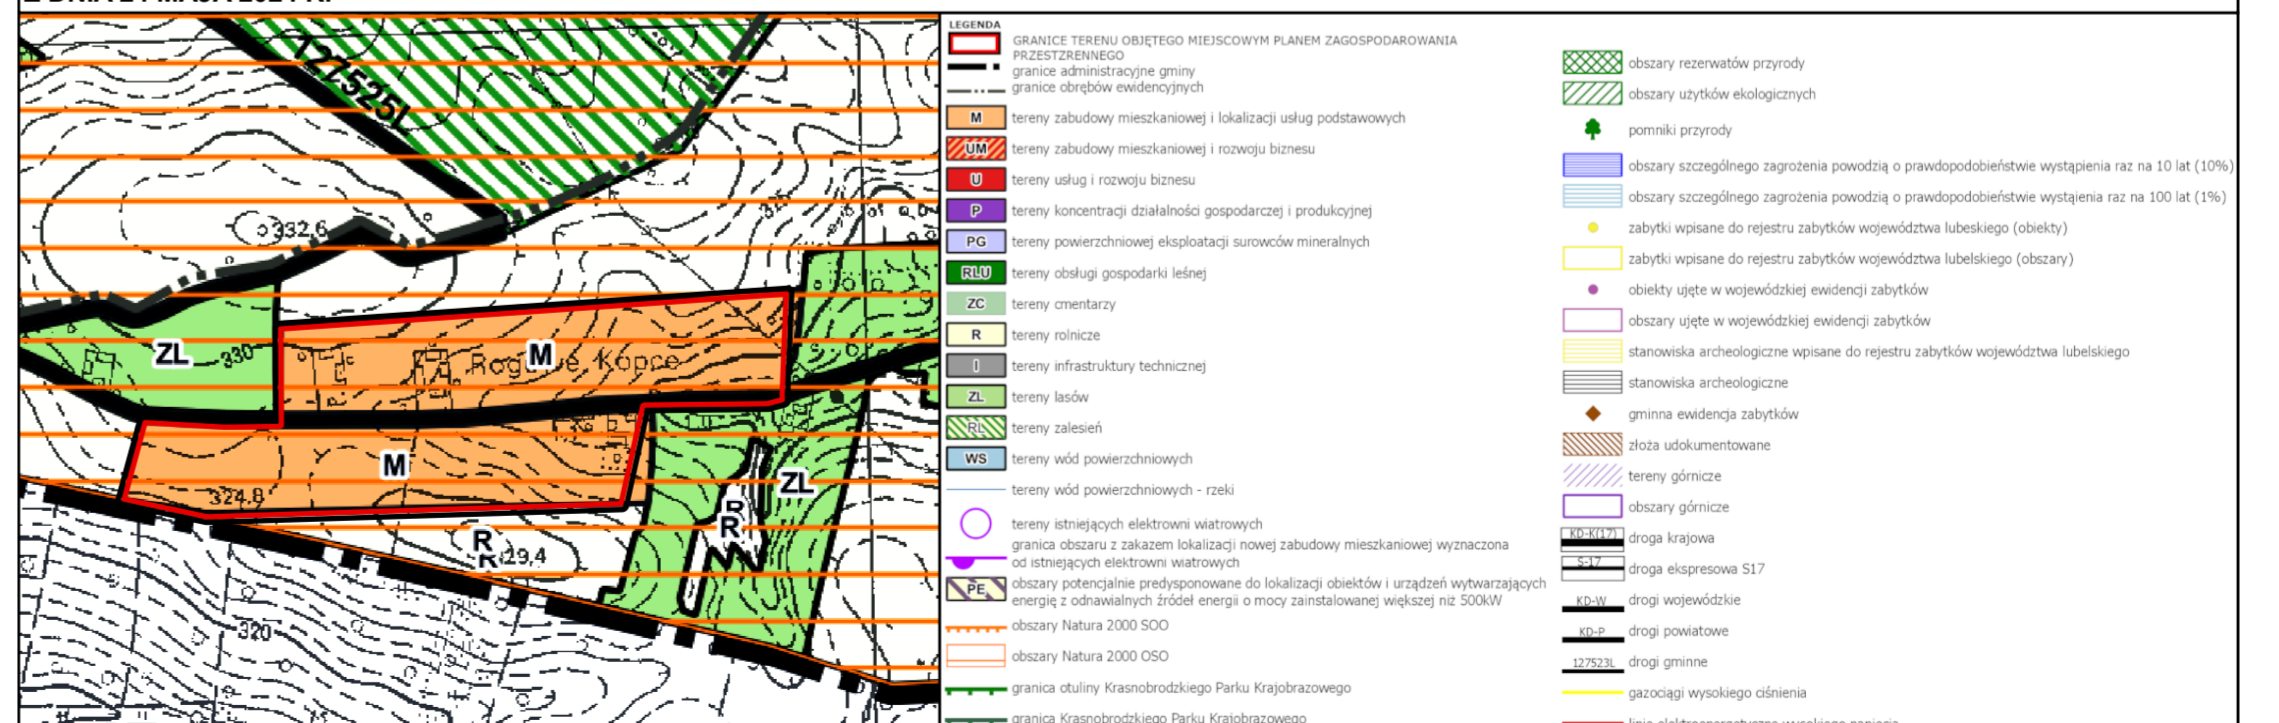 127525L
332,6
ZL
330
M
Rogowe Kopce
M
324,8
ZL
R
R
R
R
320
LEGENDA
GRANICE TERENU OBJĘTEGO MIEJSCOWYM PLANEM ZAGOSPODAROWANIA
PRZESTZRENNEGO
granice administracyjne gminy
granice obrębów ewidencyjnych
M tereny zabudowy mieszkaniowej i lokalizacji usług podstawowych
UM tereny zabudowy mieszkaniowej i rozwoju biznesu
U tereny usług i rozwoju biznesu
P tereny koncentracji działalności gospodarczej i produkcyjnej
PG tereny powierzchniowej eksploatacji surowców mineralnych
RLU tereny obsługi gospodarki leśnej
ZC tereny cmentarzy
R tereny rolnicze
I tereny infrastruktury technicznej
ZL tereny lasów
RL tereny zalesień
WS tereny wód powierzchniowych
tereny wód powierzchniowych - rzeki
tereny istniejących elektrowni wiatrowych
granica obszaru z zakazem lokalizacji nowej zabudowy mieszkaniowej wyznaczona
od istniejących elektrowni wiatrowych
PE obszary potencjalnie predysponowane do lokalizacji obiektów i urządzeń wytwarzających
energię z odnawialnych źródeł energii o mocy zainstalowanej większej niż 500kW
obszary Natura 2000 SOO
obszary Natura 2000 OSO
granica otuliny Krasnobrodzkiego Parku Krajobrazowego
granica Krasnobrodzkiego Parku Krajobrazowego
obszary rezerwatów przyrody
obszary użytków ekologicznych
pomniki przyrody
obszary szczególnego zagrożenia powodzią o prawdopodobieństwie wystąpienia raz na 10 lat (10%)
obszary szczególnego zagrożenia powodzią o prawdopodobieństwie wystąienia raz na 100 lat (1%)
zabytki wpisane do rejestru zabytków województwa lubeskiego (obiekty)
zabytki wpisane do rejestru zabytków województwa lubelskiego (obszary)
obiekty ujęte w wojewódzkiej ewidencji zabytków
obszary ujęte w wojewódzkiej ewidencji zabytków
stanowiska archeologiczne wpisane do rejestru zabytków województwa lubelskiego
stanowiska archeologiczne
gminna ewidencja zabytków
złoża udokumentowane
tereny górnicze
obszary górnicze
KD-K(17) droga krajowa
S-17 droga ekspresowa S17
KD-W drogi wojewódzkie
KD-P drogi powiatowe
127523L drogi gminne
gazociągi wysokiego ciśnienia